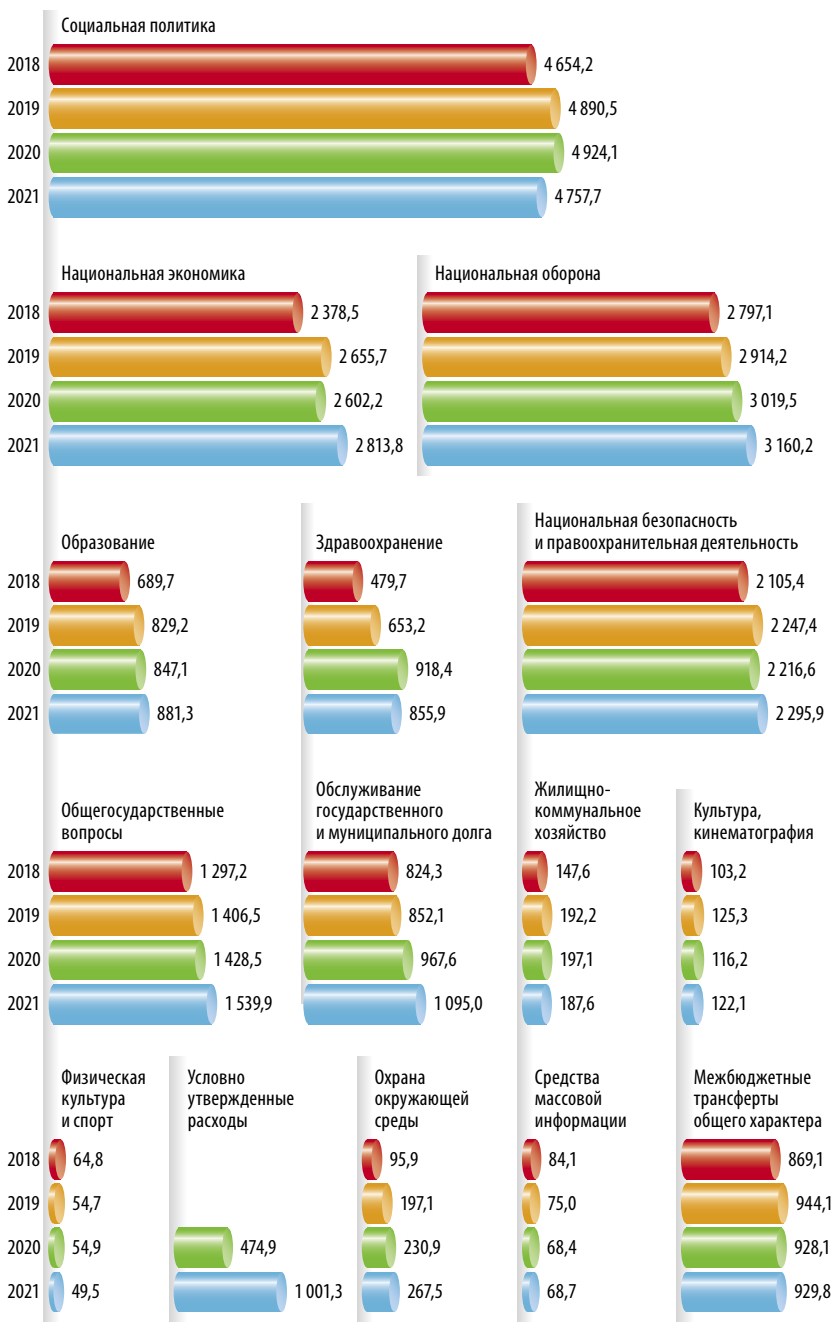 Социальная политика
2018 4 654,2
2019 4 890,5
2020 4 924,1
2021 4 757,7
Национальная экономика Национальная оборона
2018 2 378,5 2 797,1
2019 2 655,7 2 914,2
2020 2 602,2 3 019,5
2021 2 813,8 3 160,2
Национальная безопасность
Образование Здравоохранение и правоохранительная деятельность
2018 689,7 479,7 2 105,4
2019 829,2 653,2 2 247,4
2020 847,1 918,4 2 216,6
2021 881,3 855,9 2 295,9
Обслуживание Жилищно-
Общегосударственные государственного коммунальное Культура,
вопросы и муниципального долга хозяйство кинематография
2018 1 297,2 824,3 147,6 103,2
2019 1 406,5 852,1 192,2 125,3
2020 1 428,5 967,6 197,1 116,2
2021 1 539,9 1 095,0 187,6 122,1
Физическая Условно Охрана Средства Межбюджетные
культура утвержденные окружающей массовой трансферты
и спорт расходы среды информации общего характера
2018 64,8 95,9 84,1 869,1
2019 54,7 197,1 75,0 944,1
2020 54,9 474,9 230,9 68,4 928,1
2021 49,5 1 001,3 267,5 68,7 929,8